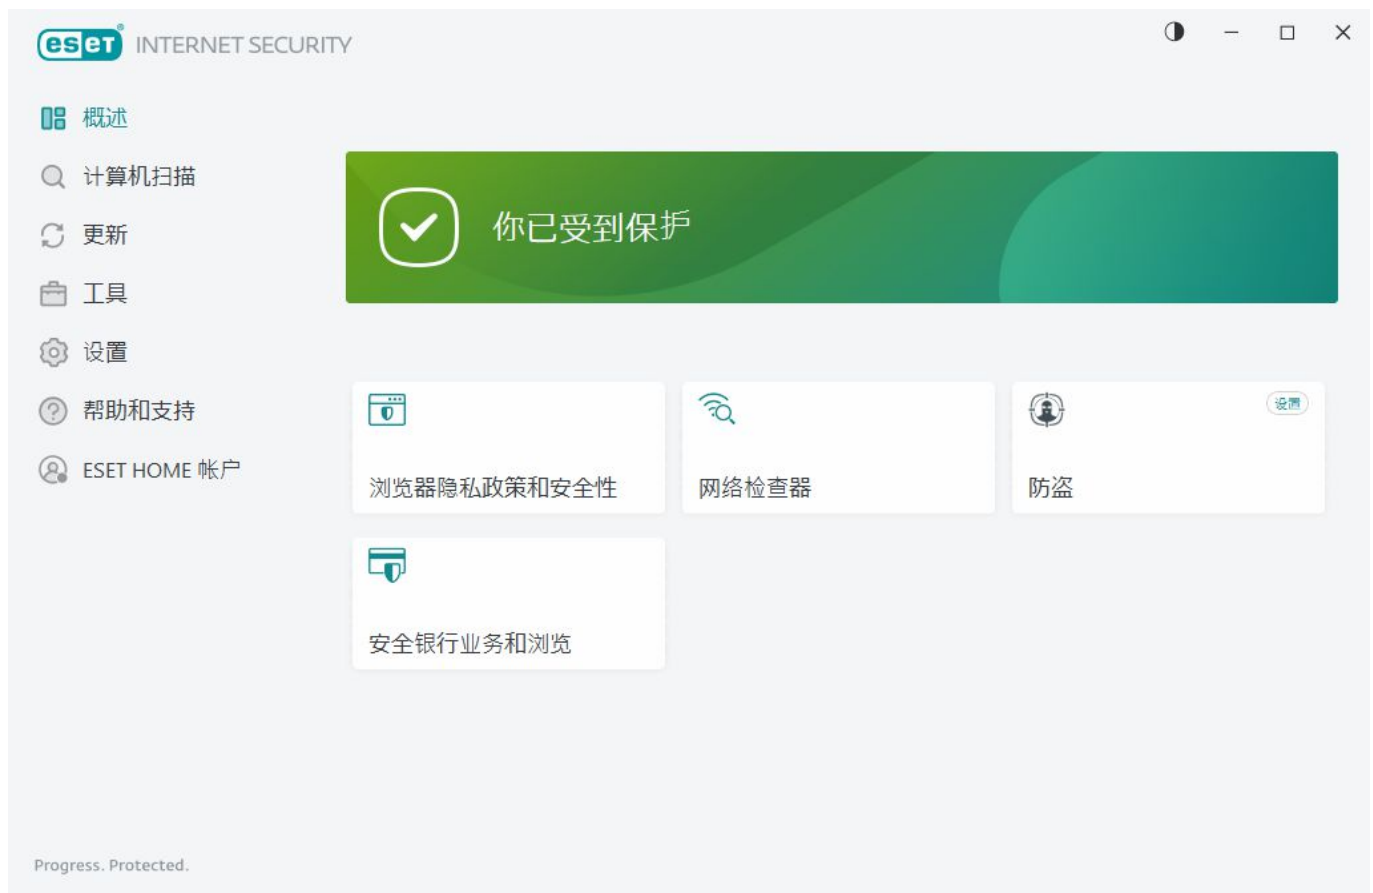 eset® INTERNET SECURITY
概述
计算机扫描
更新
工具
设置
帮助和支持
ESET HOME 帐户
你已受到保护
浏览器隐私政策和安全性
网络检查器
设置
防盗
安全银行业务和浏览
Progress. Protected.